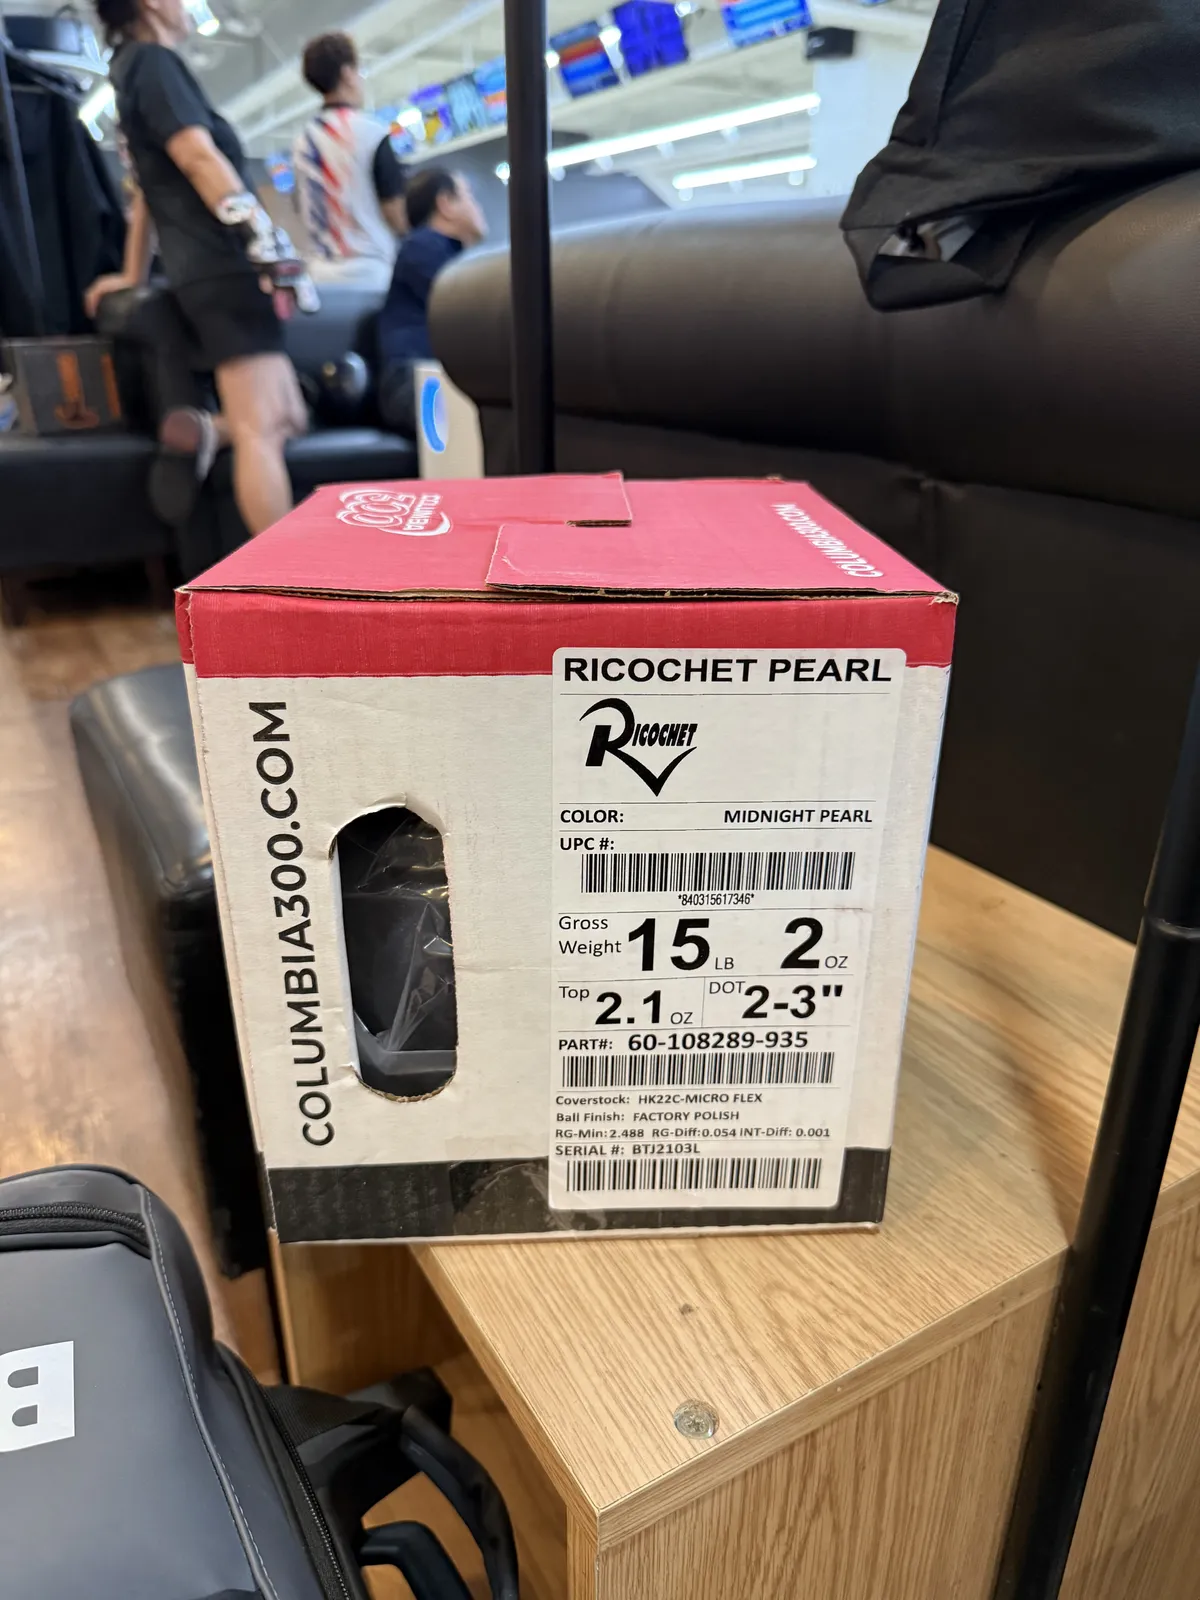 COLUMBIA
300
COLUMBIA300.COM
COLUMBIA300.COM
RICOCHET PEARL
RICOCHET
COLOR: MIDNIGHT PEARL
UPC #:
*840315617346*
Gross Weight 15 LB 2 OZ
Top 2.1 OZ DOT 2-3"
PART#: 60-108289-935
Coverstock: HK22C-MICRO FLEX
Ball Finish: FACTORY POLISH
RG-Min: 2.488 RG-Diff: 0.054 INT-Diff: 0.001
SERIAL #: BTJ2103L
B